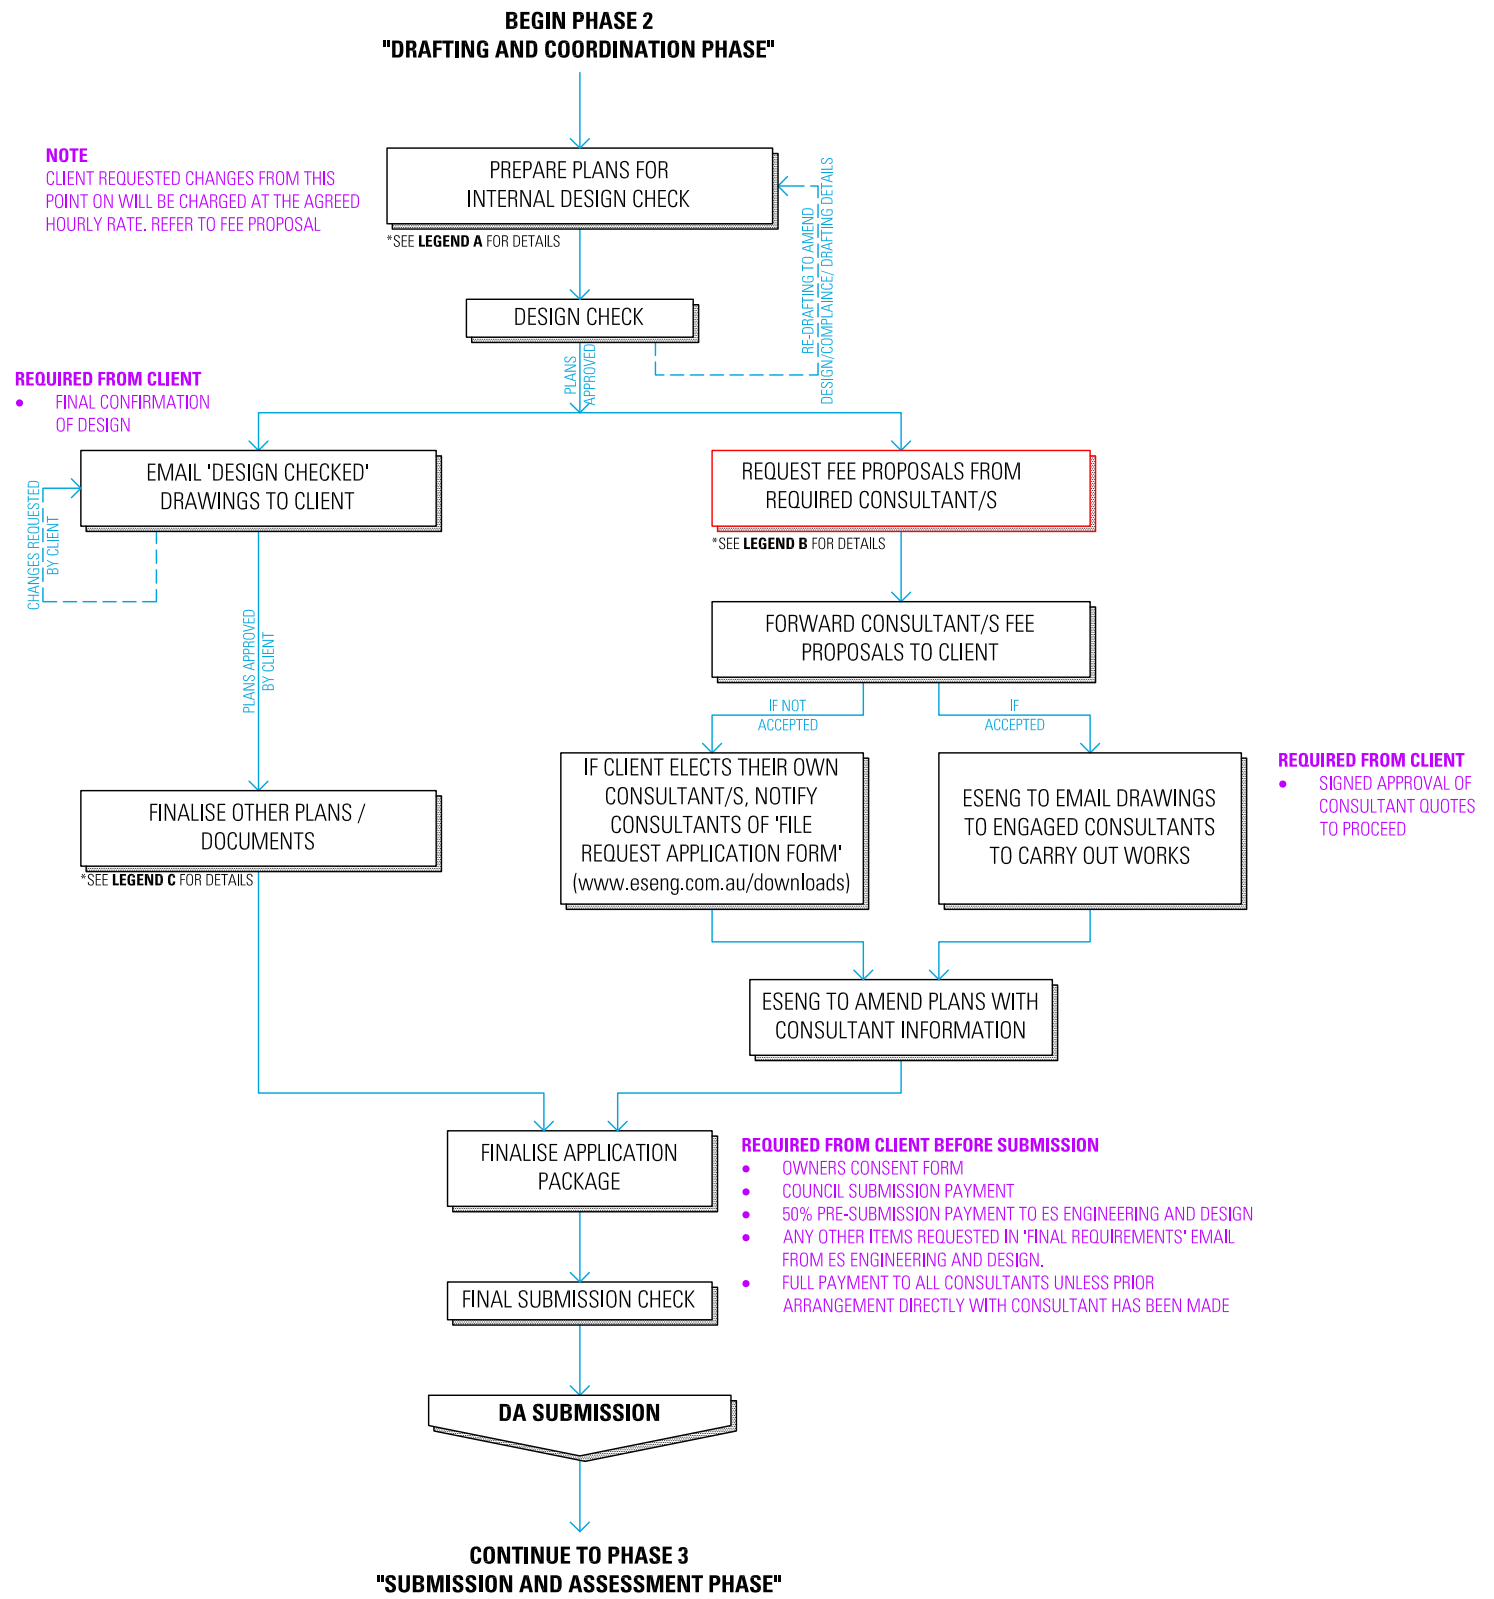 BEGIN PHASE 2
"DRAFTING AND COORDINATION PHASE"
NOTE
CLIENT REQUESTED CHANGES FROM THIS
POINT ON WILL BE CHARGED AT THE AGREED
HOURLY RATE. REFER TO FEE PROPOSAL
PREPARE PLANS FOR
INTERNAL DESIGN CHECK
*SEE LEGEND A FOR DETAILS
RE-DRAFTING TO AMEND
DESIGN/COMPLAINCE/ DRAFTING DETAILS
DESIGN CHECK
PLANS
APPROVED
REQUIRED FROM CLIENT
• FINAL CONFIRMATION
OF DESIGN
EMAIL 'DESIGN CHECKED'
DRAWINGS TO CLIENT
CHANGES REQUESTED
BY CLIENT
REQUEST FEE PROPOSALS FROM
REQUIRED CONSULTANT/S
*SEE LEGEND B FOR DETAILS
PLANS APPROVED
BY CLIENT
FORWARD CONSULTANT/S FEE
PROPOSALS TO CLIENT
IF NOT
ACCEPTED
IF
ACCEPTED
FINALISE OTHER PLANS /
DOCUMENTS
*SEE LEGEND C FOR DETAILS
IF CLIENT ELECTS THEIR OWN
CONSULTANT/S, NOTIFY
CONSULTANTS OF 'FILE
REQUEST APPLICATION FORM'
(www.eseng.com.au/downloads)
ESENG TO EMAIL DRAWINGS
TO ENGAGED CONSULTANTS
TO CARRY OUT WORKS
REQUIRED FROM CLIENT
• SIGNED APPROVAL OF
CONSULTANT QUOTES
TO PROCEED
ESENG TO AMEND PLANS WITH
CONSULTANT INFORMATION
FINALISE APPLICATION
PACKAGE
REQUIRED FROM CLIENT BEFORE SUBMISSION
• OWNERS CONSENT FORM
• COUNCIL SUBMISSION PAYMENT
• 50% PRE-SUBMISSION PAYMENT TO ES ENGINEERING AND DESIGN
• ANY OTHER ITEMS REQUESTED IN 'FINAL REQUIREMENTS' EMAIL
FROM ES ENGINEERING AND DESIGN.
• FULL PAYMENT TO ALL CONSULTANTS UNLESS PRIOR
ARRANGEMENT DIRECTLY WITH CONSULTANT HAS BEEN MADE
FINAL SUBMISSION CHECK
DA SUBMISSION
CONTINUE TO PHASE 3
"SUBMISSION AND ASSESSMENT PHASE"